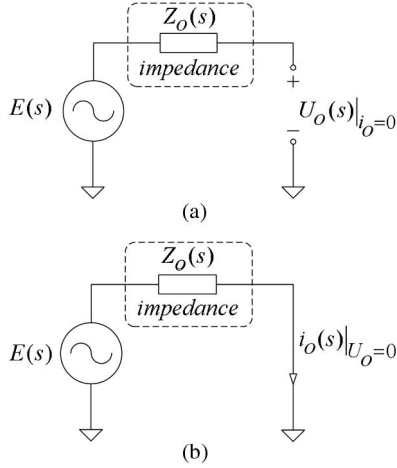 Z_O(s)
impedance
E(s)
+
U_O(s)|_{i_O=0}
−
(a)
Z_o(s)
impedance
E(s)
i_O(s)|_{U_O=0}
(b)